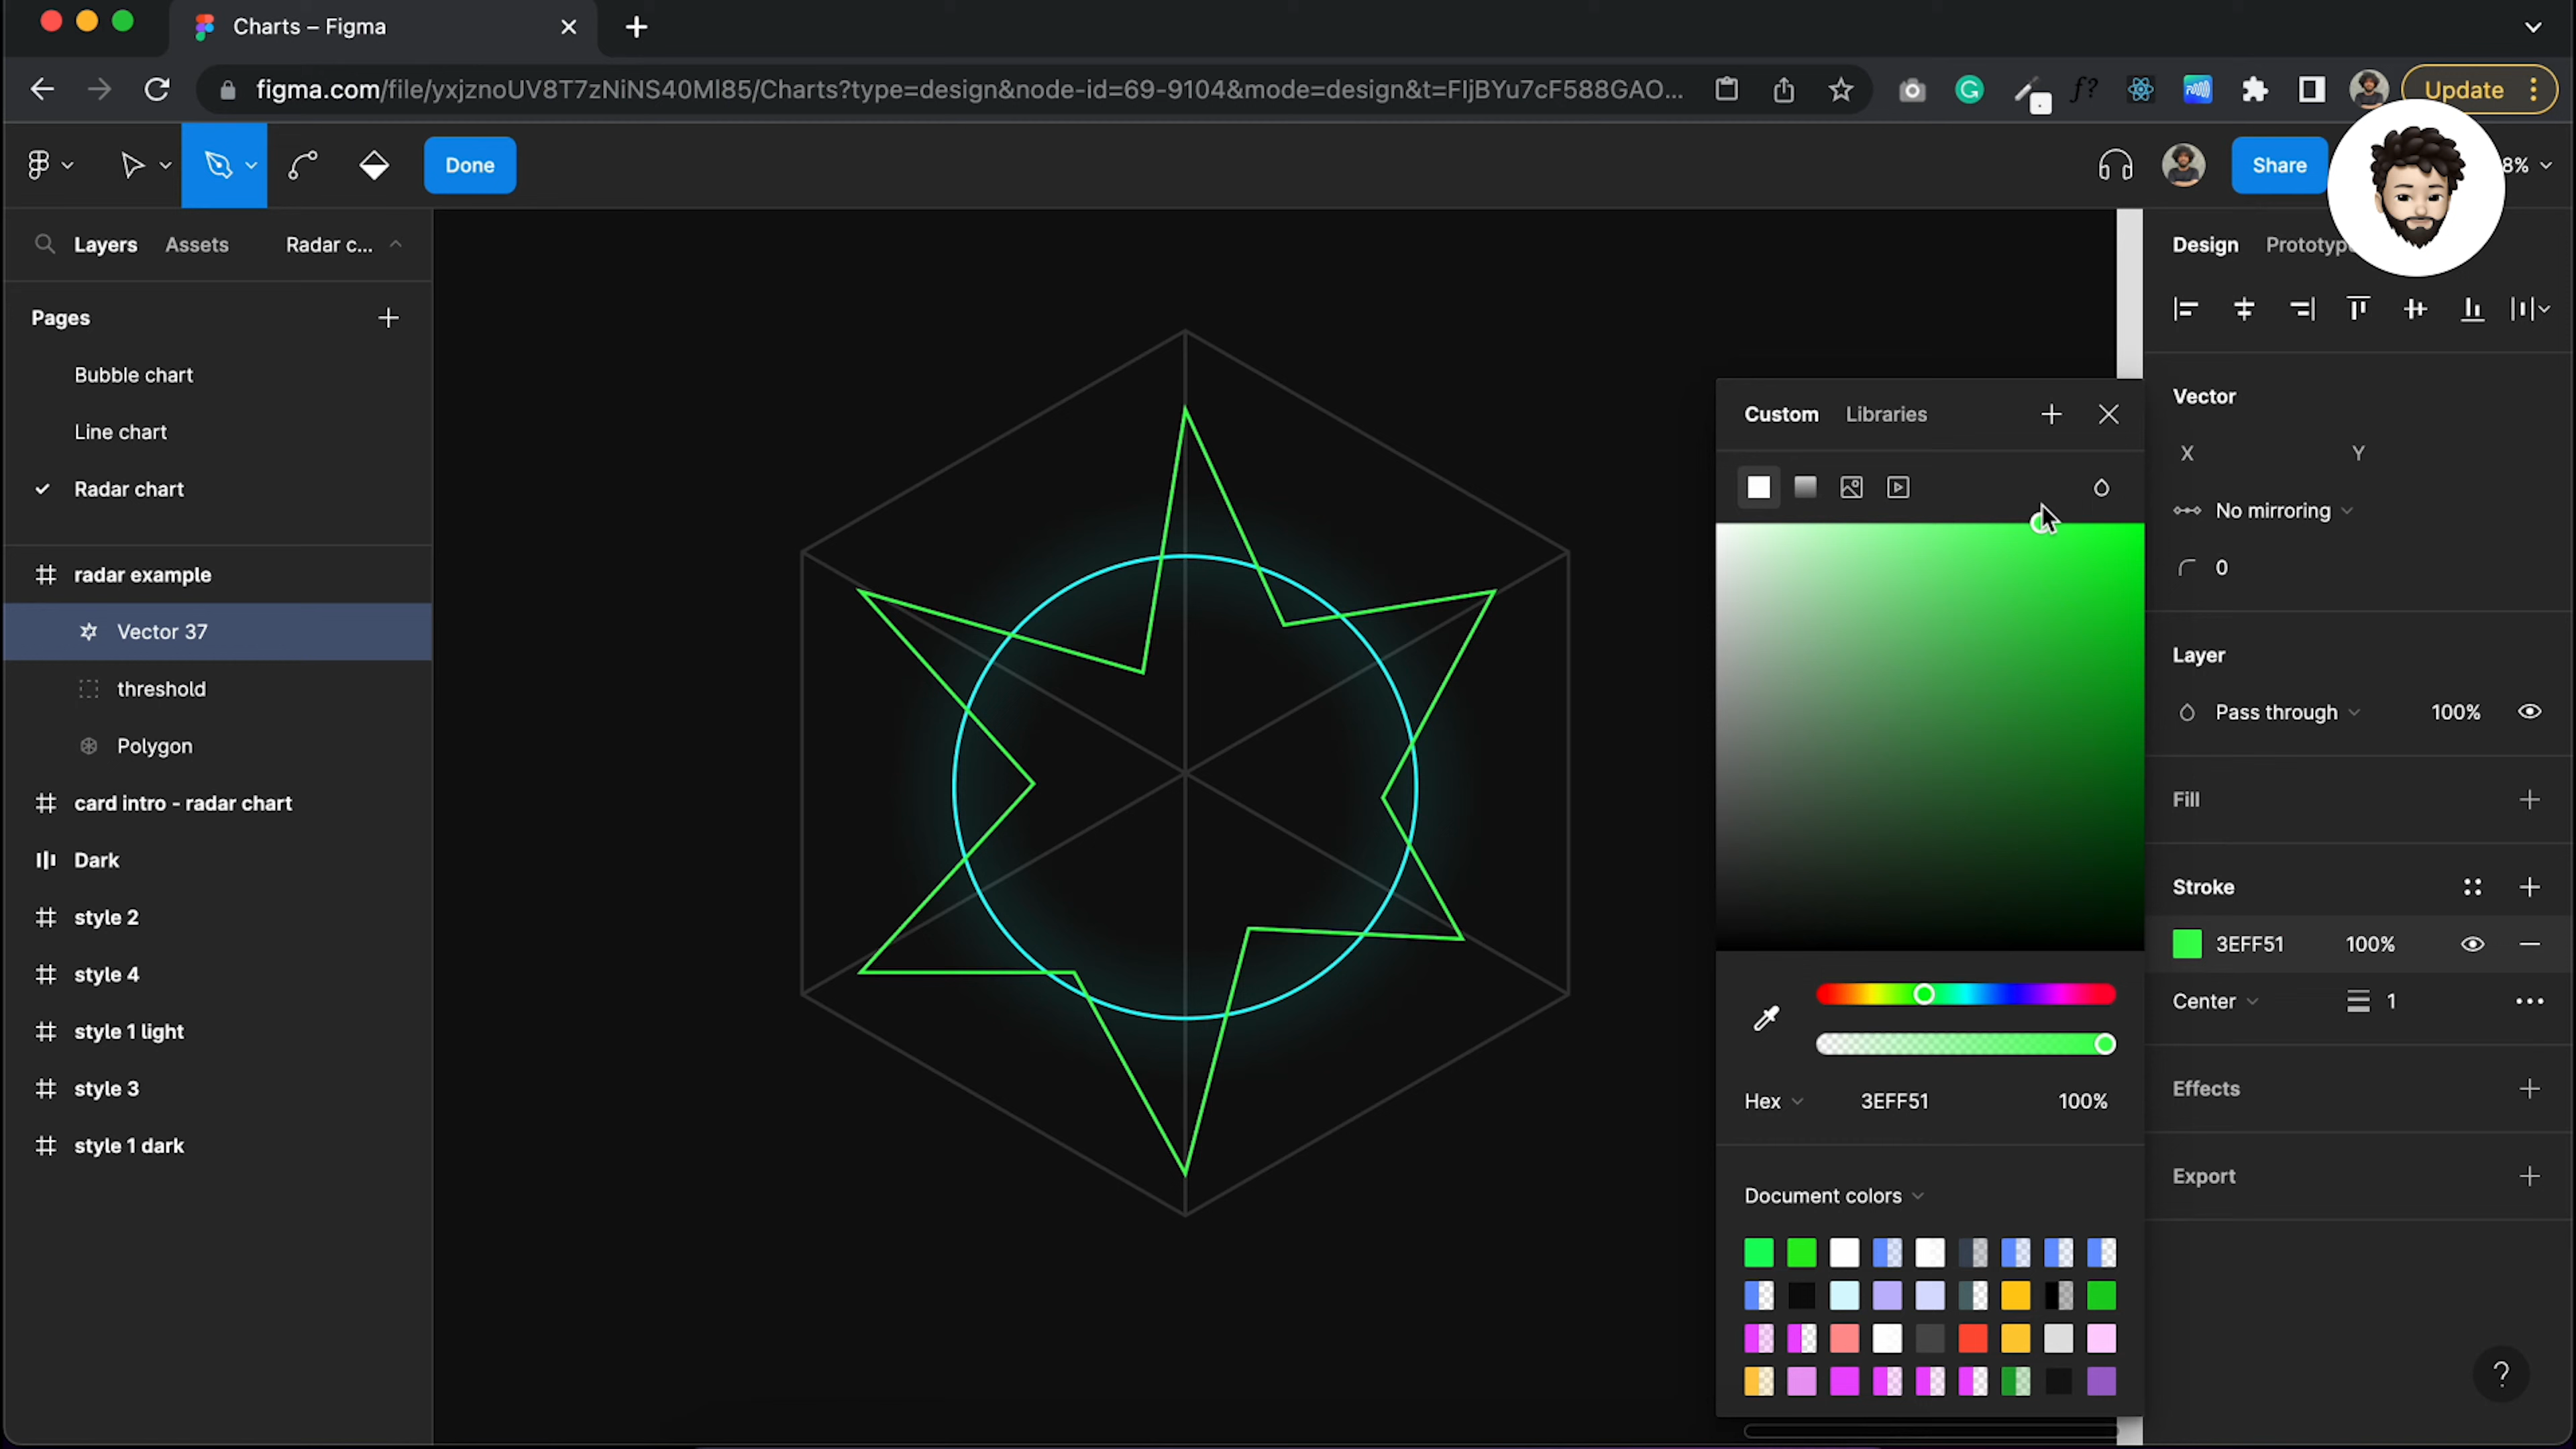 Charts – Figma
figma.com/file/yxjznoUV8T7zNiNS40Ml85/Charts?type=design&node-id=69-9104&mode=design&t=FIjBYu7cF588GAO...
Update
Done
Share
8%
Layers
Assets
Radar c...
Design
Prototype
Pages
Bubble chart
Line chart
Radar chart
radar example
Vector 37
threshold
Polygon
card intro - radar chart
Dark
style 2
style 4
style 1 light
style 3
style 1 dark
Custom
Libraries
Hex
3EFF51
100%
Document colors
Vector
X
Y
No mirroring
0
Layer
Pass through
100%
Fill
Stroke
3EFF51
100%
Center
1
Effects
Export
?